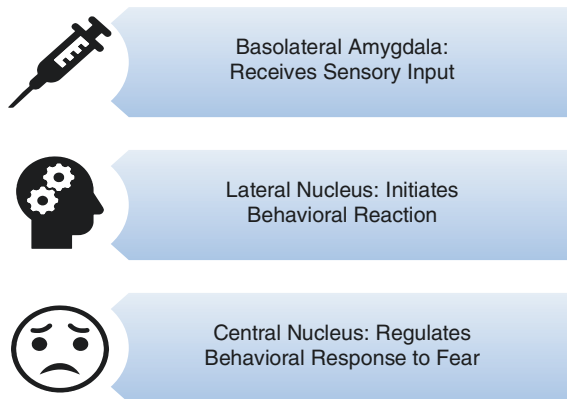 Basolateral Amygdala:
Receives Sensory Input
Lateral Nucleus: Initiates
Behavioral Reaction
Central Nucleus: Regulates
Behavioral Response to Fear